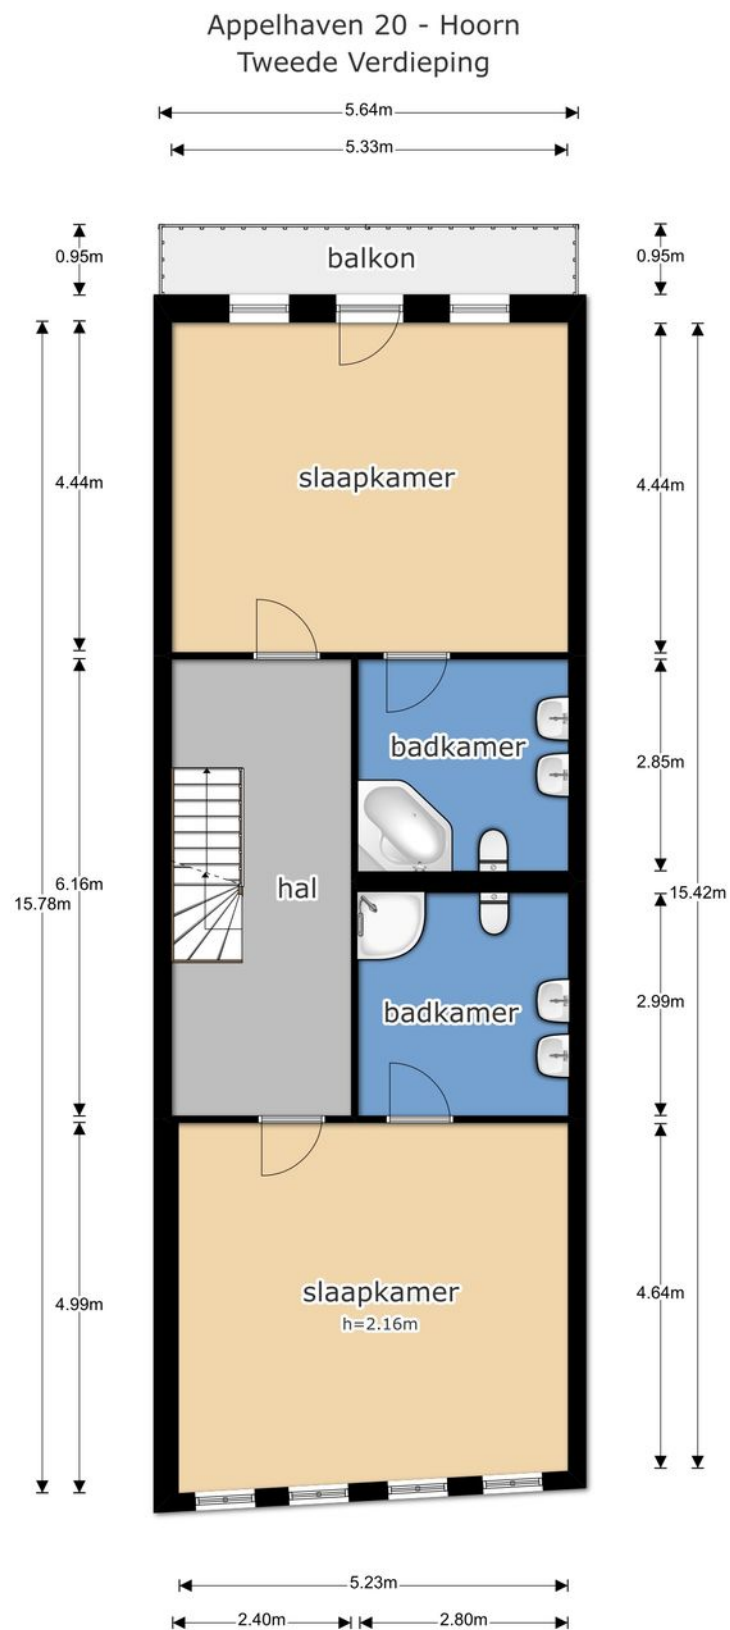 Appelhaven 20 - Hoorn
Tweede Verdieping
5.64m
5.33m
0.95m
balkon
0.95m
4.44m
slaapkamer
4.44m
badkamer
2.85m
6.16m
hal
15.78m
15.42m
badkamer
2.99m
slaapkamer
h=2.16m
4.99m
4.64m
5.23m
2.40m
2.80m